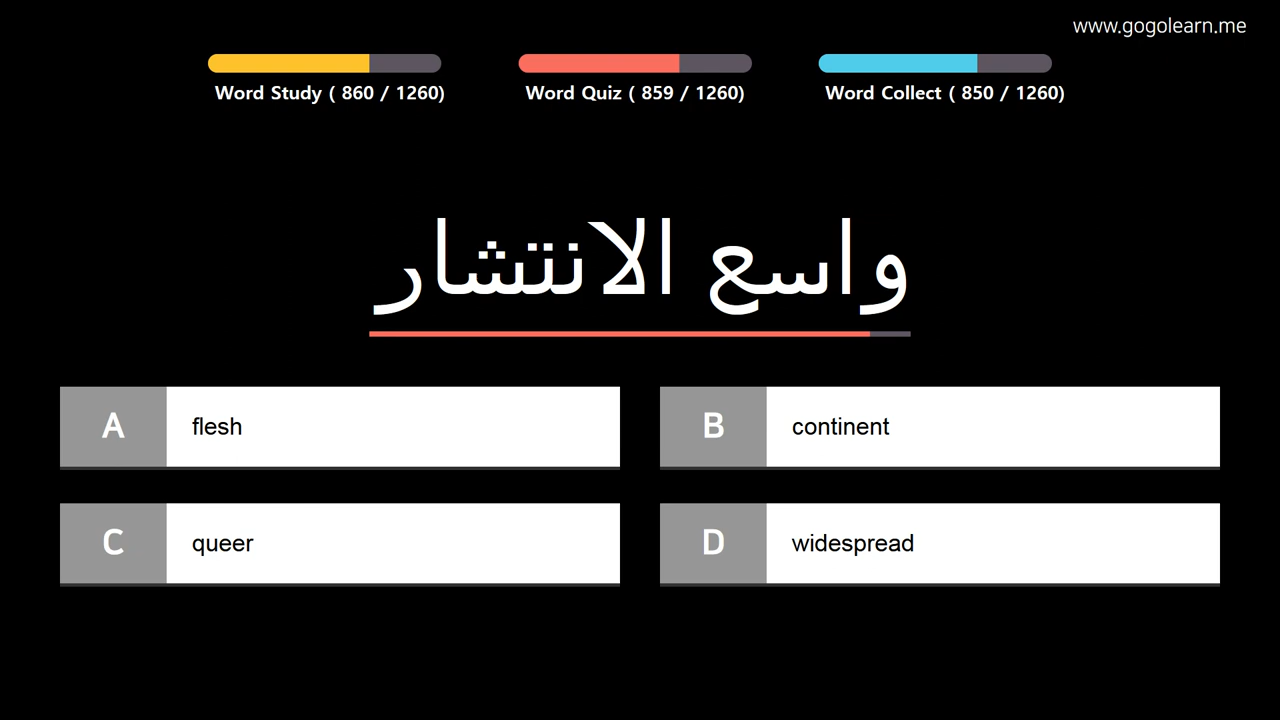 www.gogolearn.me
Word Study ( 860 / 1260)
Word Quiz ( 859 / 1260)
Word Collect ( 850 / 1260)
واسع الانتشار
A flesh
B continent
C queer
D widespread